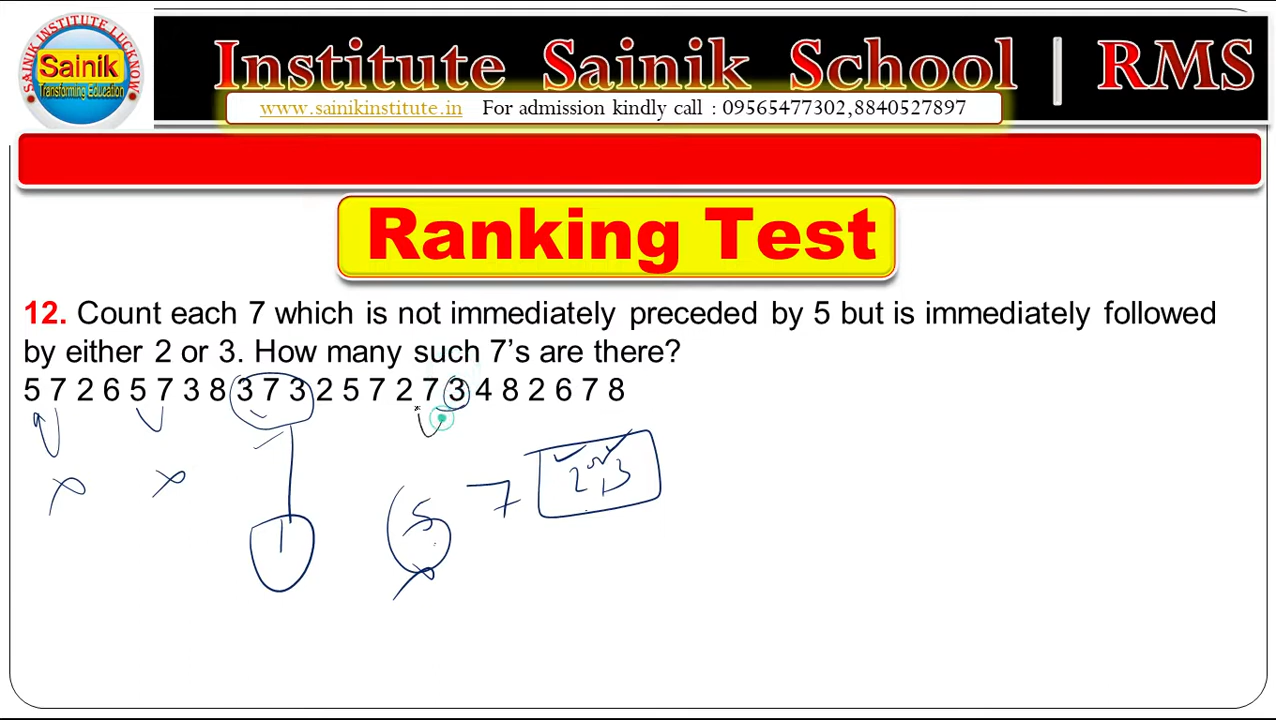 SAINIK INSTITUTE LUCKNOW
Sainik
Transforming Education
Institute Sainik School | RMS
www.sainikinstitute.in For admission kindly call : 09565477302,8840527897
Ranking Test
12. Count each 7 which is not immediately preceded by 5 but is immediately followed
by either 2 or 3. How many such 7’s are there?
5 7 2 6 5 7 3 8 3 7 3 2 5 7 2 7 3 4 8 2 6 7 8
1
5 7 2 or 3